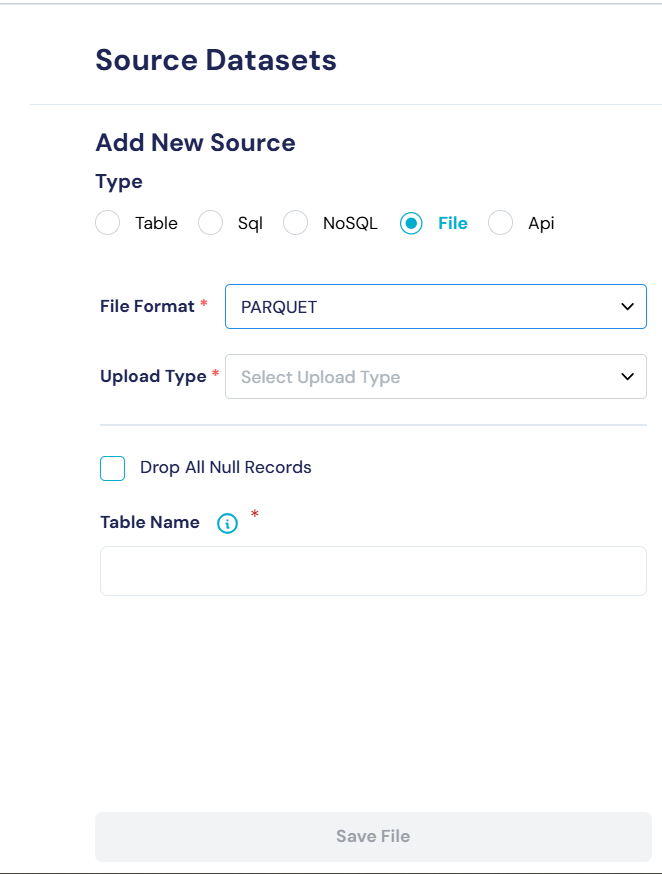 Source Datasets
Add New Source
Type
Table Sql NoSQL File Api
File Format * PARQUET
Upload Type * Select Upload Type
Drop All Null Records
Table Name i *
Save File